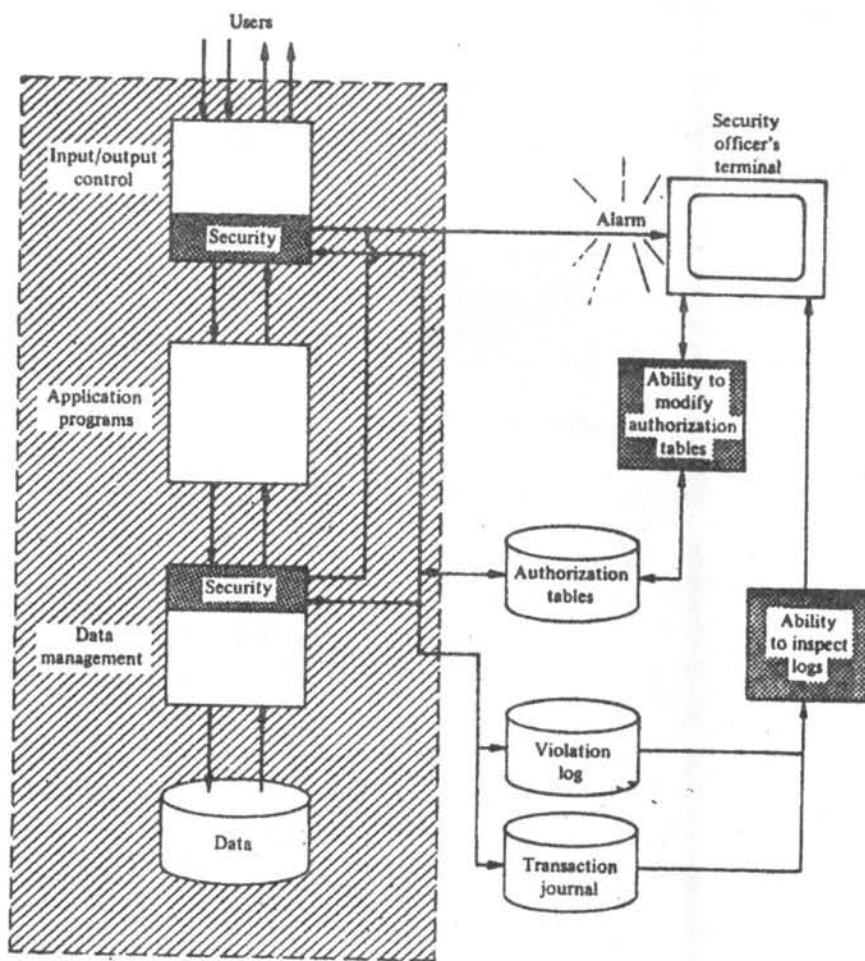 Users
Input/output
control
Security
Security
officer's
terminal
Alarm
Application
programs
Ability to
modify
authorization
tables
Security
Authorization
tables
Data
management
Ability
to inspect
logs
Violation
log
Data
Transaction
journal